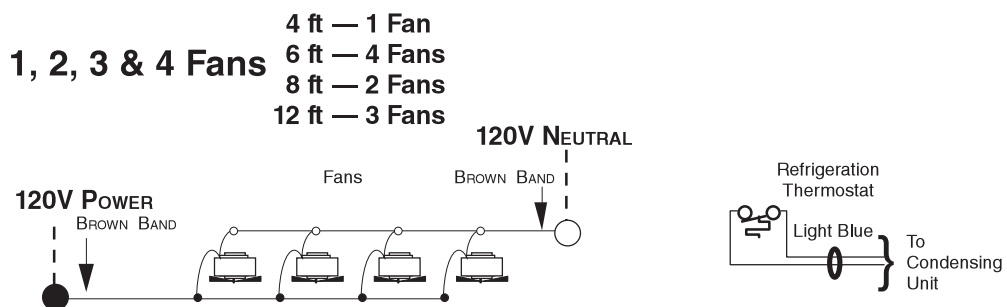 1, 2, 3 & 4 Fans
4 ft — 1 Fan
6 ft — 4 Fans
8 ft — 2 Fans
12 ft — 3 Fans
120V NEUTRAL
Fans
BROWN BAND
120V POWER
BROWN BAND
Refrigeration
Thermostat
Light Blue
To
Condensing
Unit